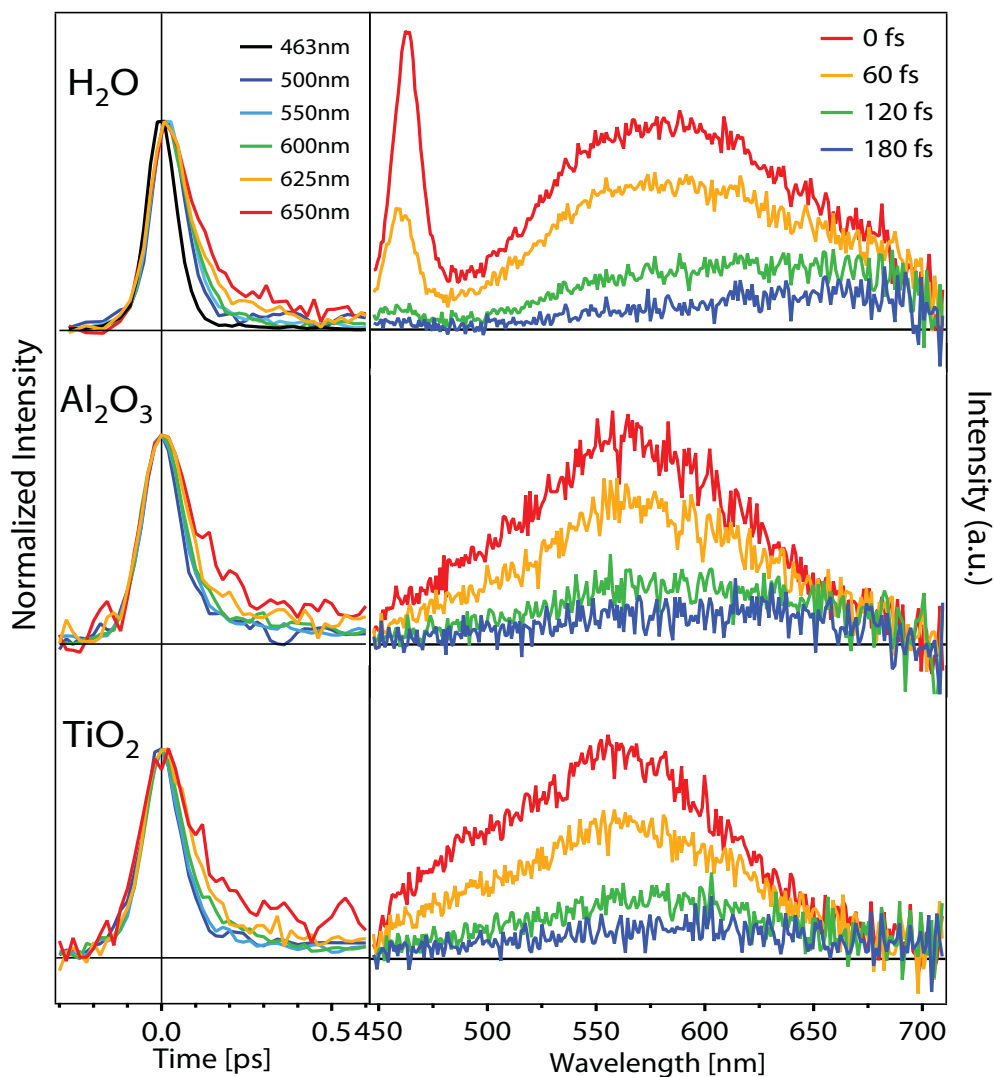 H₂O
463nm
500nm
550nm
600nm
625nm
650nm
0 fs
60 fs
120 fs
180 fs
Al₂O₃
TiO₂
Normalized Intensity
Intensity (a.u.)
0.0 0.5
450 500 550 600 650 700
Time [ps]
Wavelength [nm]